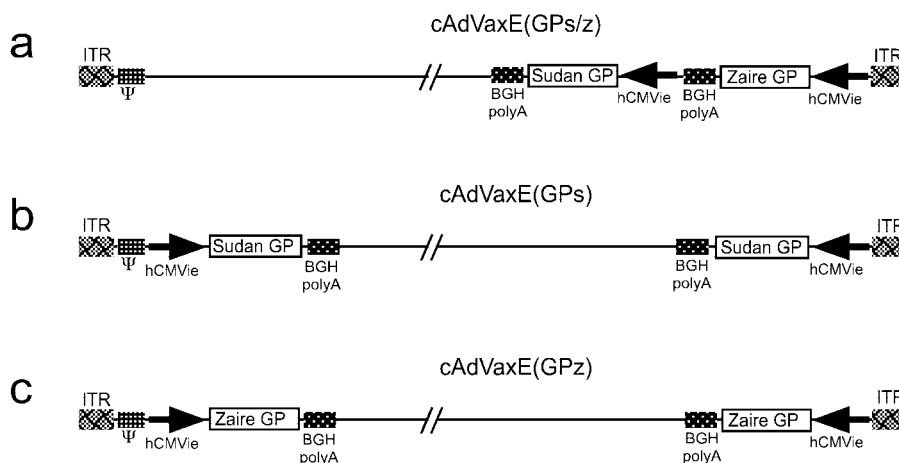 a
cAdVaxE(GPs/z)
ITR
ITR
Ψ
BGH
polyA
Sudan GP
hCMVie
BGH
polyA
Zaire GP
hCMVie
b
cAdVaxE(GPs)
ITR
ITR
Ψ
hCMVie
Sudan GP
BGH
polyA
BGH
polyA
Sudan GP
hCMVie
c
cAdVaxE(GPz)
ITR
ITR
Ψ
hCMVie
Zaire GP
BGH
polyA
BGH
polyA
Zaire GP
hCMVie